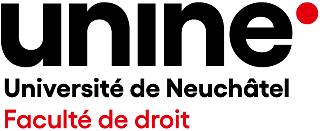 unine
Université de Neuchâtel
Faculté de droit